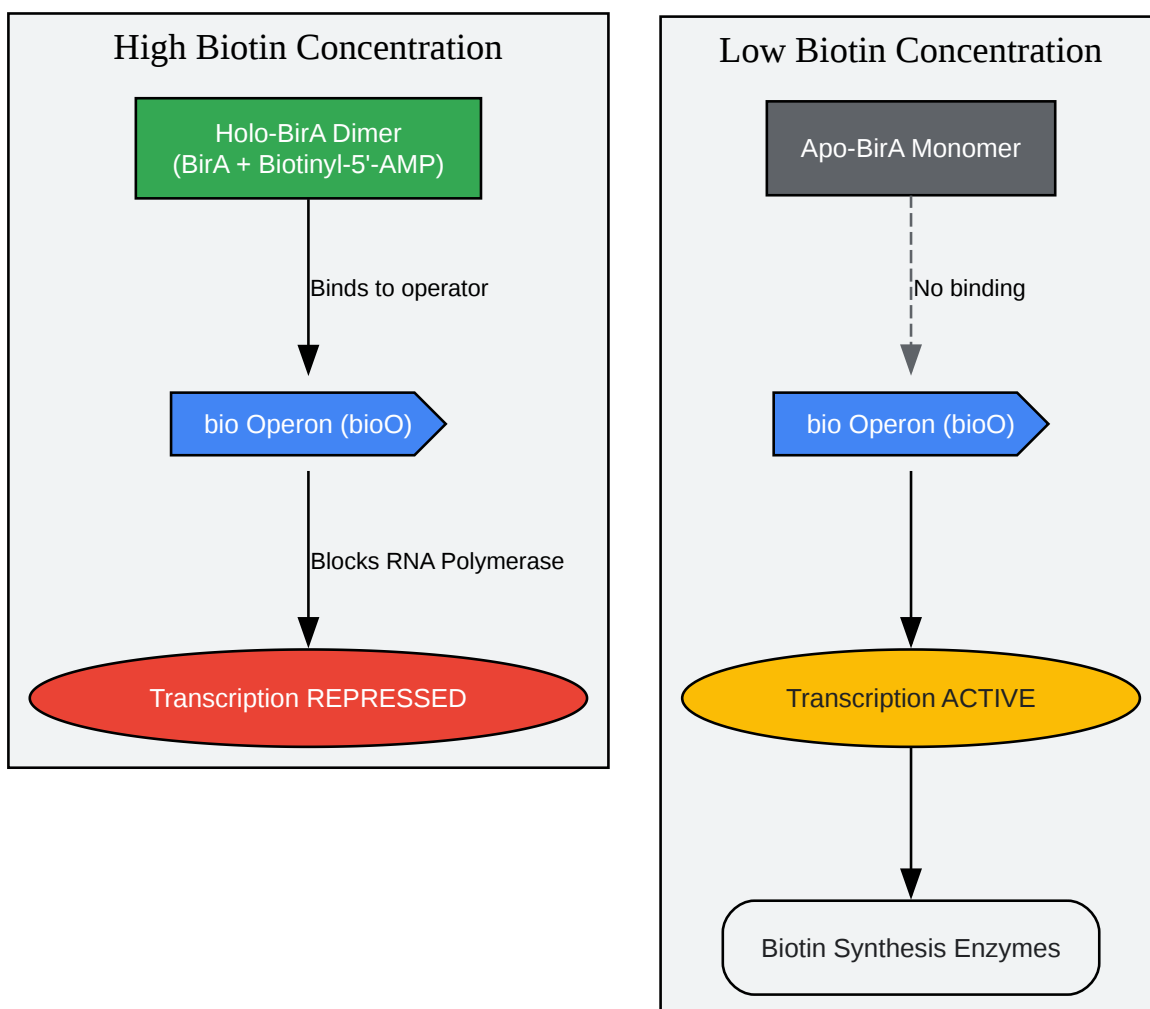 High Biotin Concentration
Holo-BirA Dimer
(BirA + Biotinyl-5'-AMP)
Binds to operator
bio Operon (bioO)
Blocks RNA Polymerase
Transcription REPRESSED
Low Biotin Concentration
Apo-BirA Monomer
No binding
bio Operon (bioO)
Transcription ACTIVE
Biotin Synthesis Enzymes